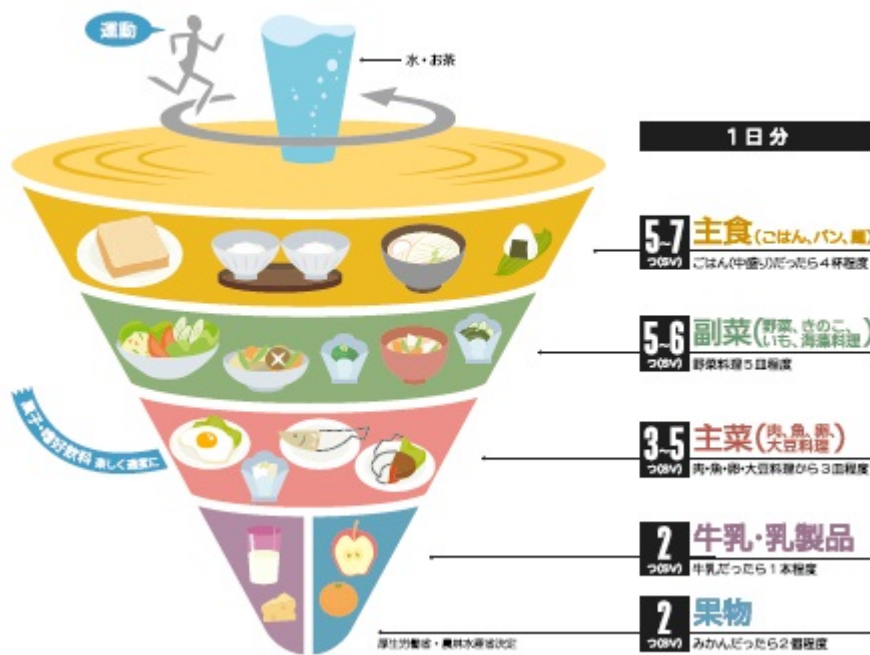 運動
水・お茶
1日分
5~7
つ(SV)
主食(ごはん、パン、麺)
ごはん(中盛り)だったら4杯程度
5~6
つ(SV)
副菜(野菜、きのこ、
いも、海藻料理)
野菜料理5皿程度
菓子・嗜好飲料 楽しく適度に
3~5
つ(SV)
主菜(肉、魚、卵、
大豆料理)
肉・魚・卵・大豆料理から3皿程度
2
つ(SV)
牛乳・乳製品
牛乳だったら1本程度
2
つ(SV)
果物
みかんだったら2個程度
厚生労働省・農林水産省決定